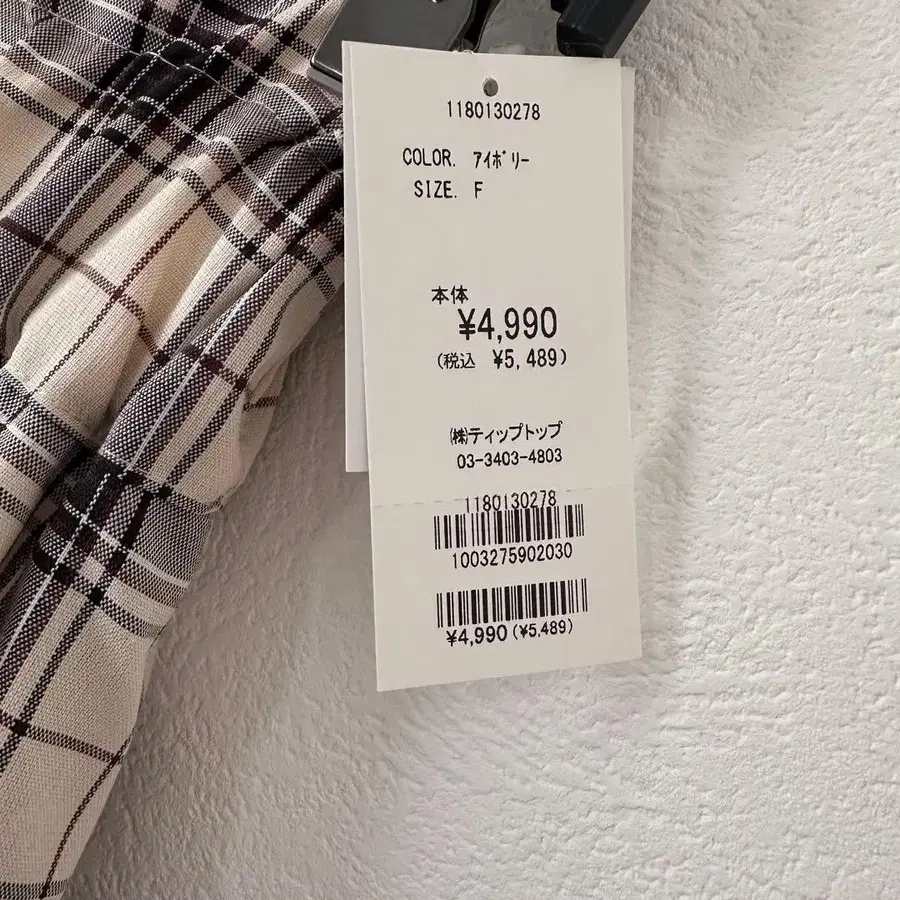 1180130278
COLOR. ｱｲﾎﾞﾘｰ
SIZE. F
本体
¥4,990
(税込 ¥5,489)
㈱ティップトップ
03-3403-4803
1180130278
1003275902030
¥4,990(¥5,489)